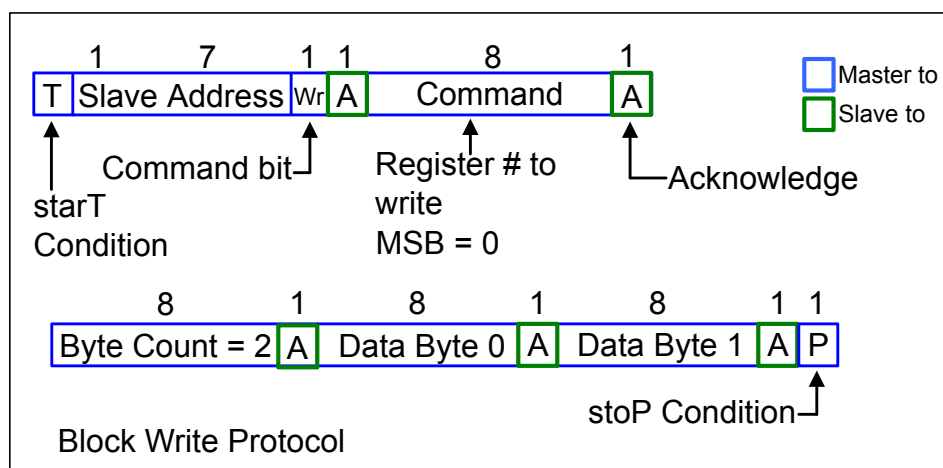 1 7 1 1 8 1
T Slave Address Wr A Command A
Master to
Slave to
Command bit
Register # to
write
MSB = 0
Acknowledge
starT
Condition
8 1 8 1 8 1 1
Byte Count = 2 A Data Byte 0 A Data Byte 1 A P
stoP Condition
Block Write Protocol